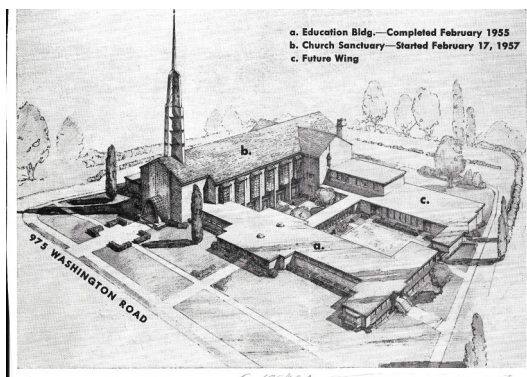 a. Education Bldg.—Completed February 1955
b. Church Sanctuary—Started February 17, 1957
c. Future Wing
b.
c.
a.
975 WASHINGTON ROAD